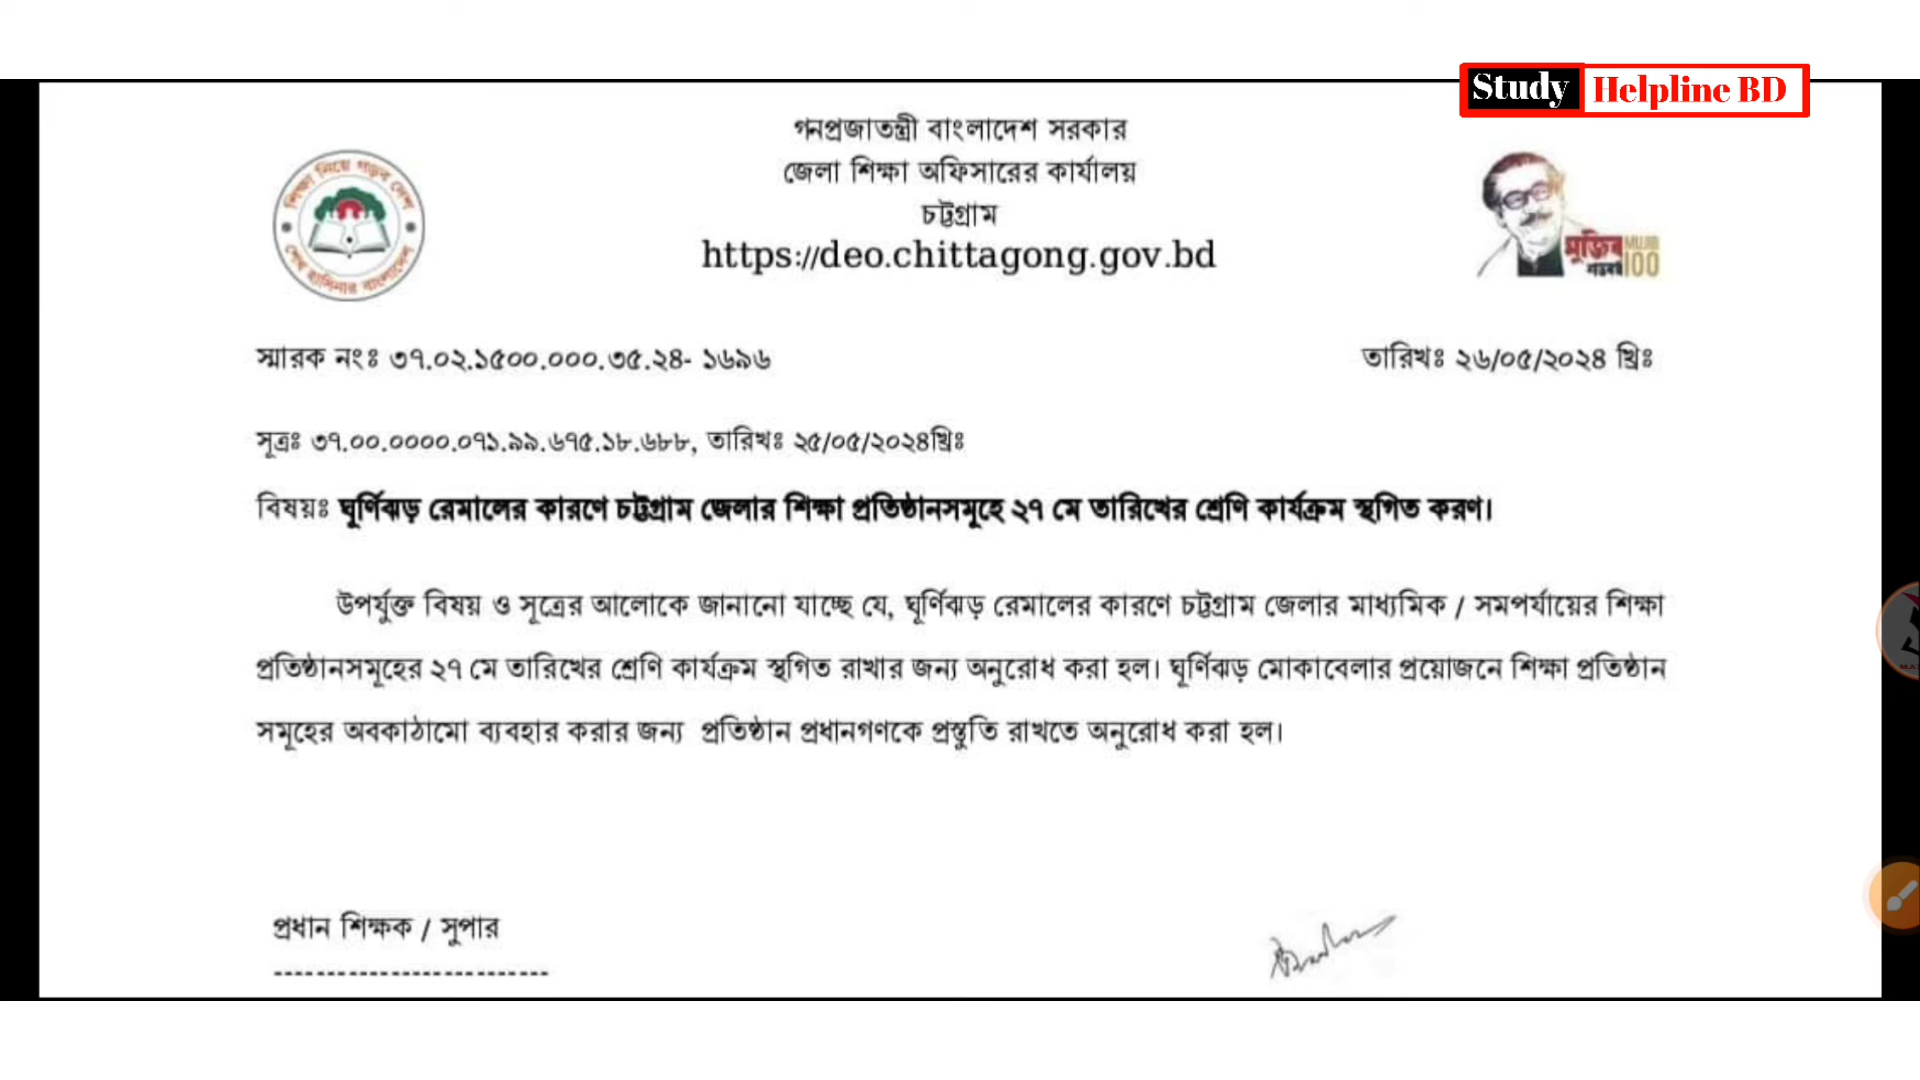 Study Helpline BD
গনপ্রজাতন্ত্রী বাংলাদেশ সরকার
জেলা শিক্ষা অফিসারের কার্যালয়
চট্টগ্রাম
https://deo.chittagong.gov.bd
শিক্ষা নিয়ে গড়ব দেশ
শেখ হাসিনার বাংলাদেশ
মুজিব MUJIB
শতবর্ষ 100
স্মারক নংঃ ৩৭.০২.১৫০০.০০০.৩৫.২৪- ১৬৯৬
তারিখঃ ২৬/০৫/২০২৪ খ্রিঃ
সূত্রঃ ৩৭.০০.০০০০.০৭১.৯৯.৬৭৫.১৮.৬৮৮, তারিখঃ ২৫/০৫/২০২৪খ্রিঃ
বিষয়ঃ ঘূর্ণিঝড় রেমালের কারণে চট্টগ্রাম জেলার শিক্ষা প্রতিষ্ঠানসমূহে ২৭ মে তারিখের শ্রেণি কার্যক্রম স্থগিত করণ।
উপর্যুক্ত বিষয় ও সূত্রের আলোকে জানানো যাচ্ছে যে, ঘূর্ণিঝড় রেমালের কারণে চট্টগ্রাম জেলার মাধ্যমিক / সমপর্যায়ের শিক্ষা
প্রতিষ্ঠানসমূহের ২৭ মে তারিখের শ্রেণি কার্যক্রম স্থগিত রাখার জন্য অনুরোধ করা হল। ঘূর্ণিঝড় মোকাবেলার প্রয়োজনে শিক্ষা প্রতিষ্ঠান
সমূহের অবকাঠামো ব্যবহার করার জন্য প্রতিষ্ঠান প্রধানগণকে প্রস্তুতি রাখতে অনুরোধ করা হল।
প্রধান শিক্ষক / সুপার
--------------------------